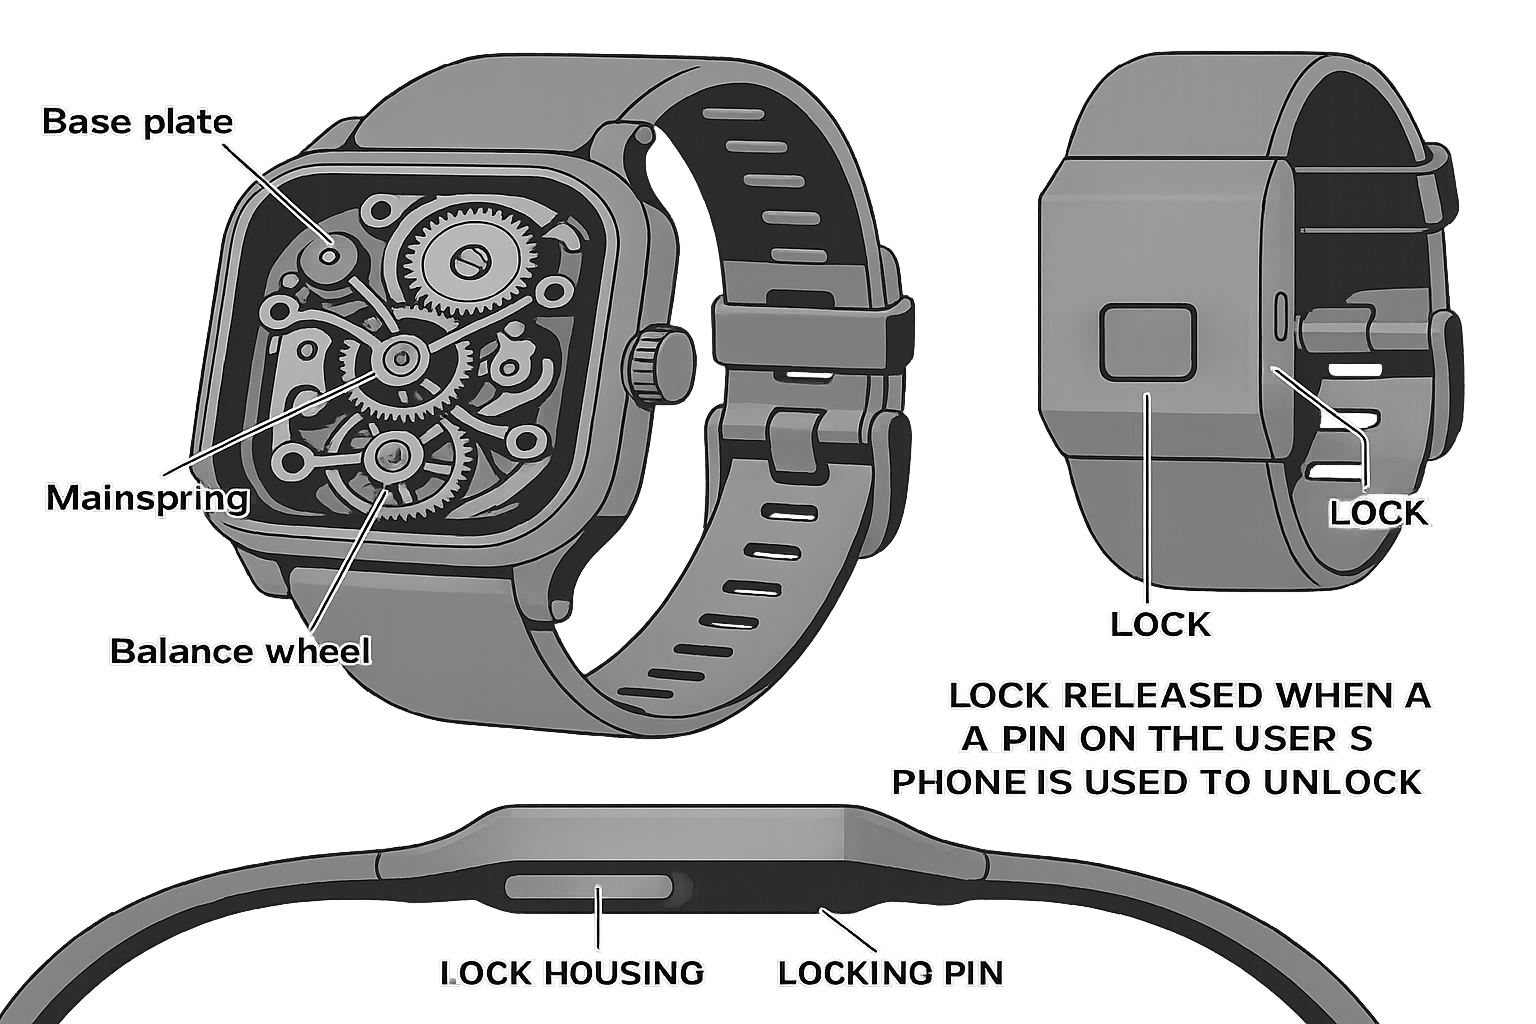 Base plate
Mainspring
Balance wheel
LOCK
LOCK
LOCK RELEASED WHEN A
A PIN ON THE USER S
PHONE IS USED TO UNLOCK
LOCK HOUSING
LOCKING PIN